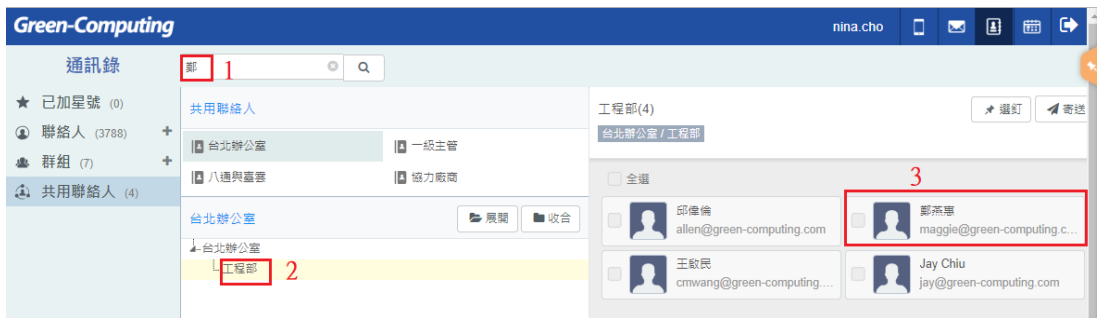 Green-Computing
nina.cho
通訊錄
鄭
1
已加星號 (0)
聯絡人 (3788)
群組 (7)
共用聯絡人 (4)
共用聯絡人
台北辦公室
一級主管
八通與臺雲
協力廠商
台北辦公室
展開
收合
台北辦公室
工程部
2
工程部(4)
選釘
寄送
台北辦公室 / 工程部
全選
3
邱偉倫
allen@green-computing.com
鄭燕惠
maggie@green-computing.c...
王啟民
cmwang@green-computing....
Jay Chiu
jay@green-computing.com